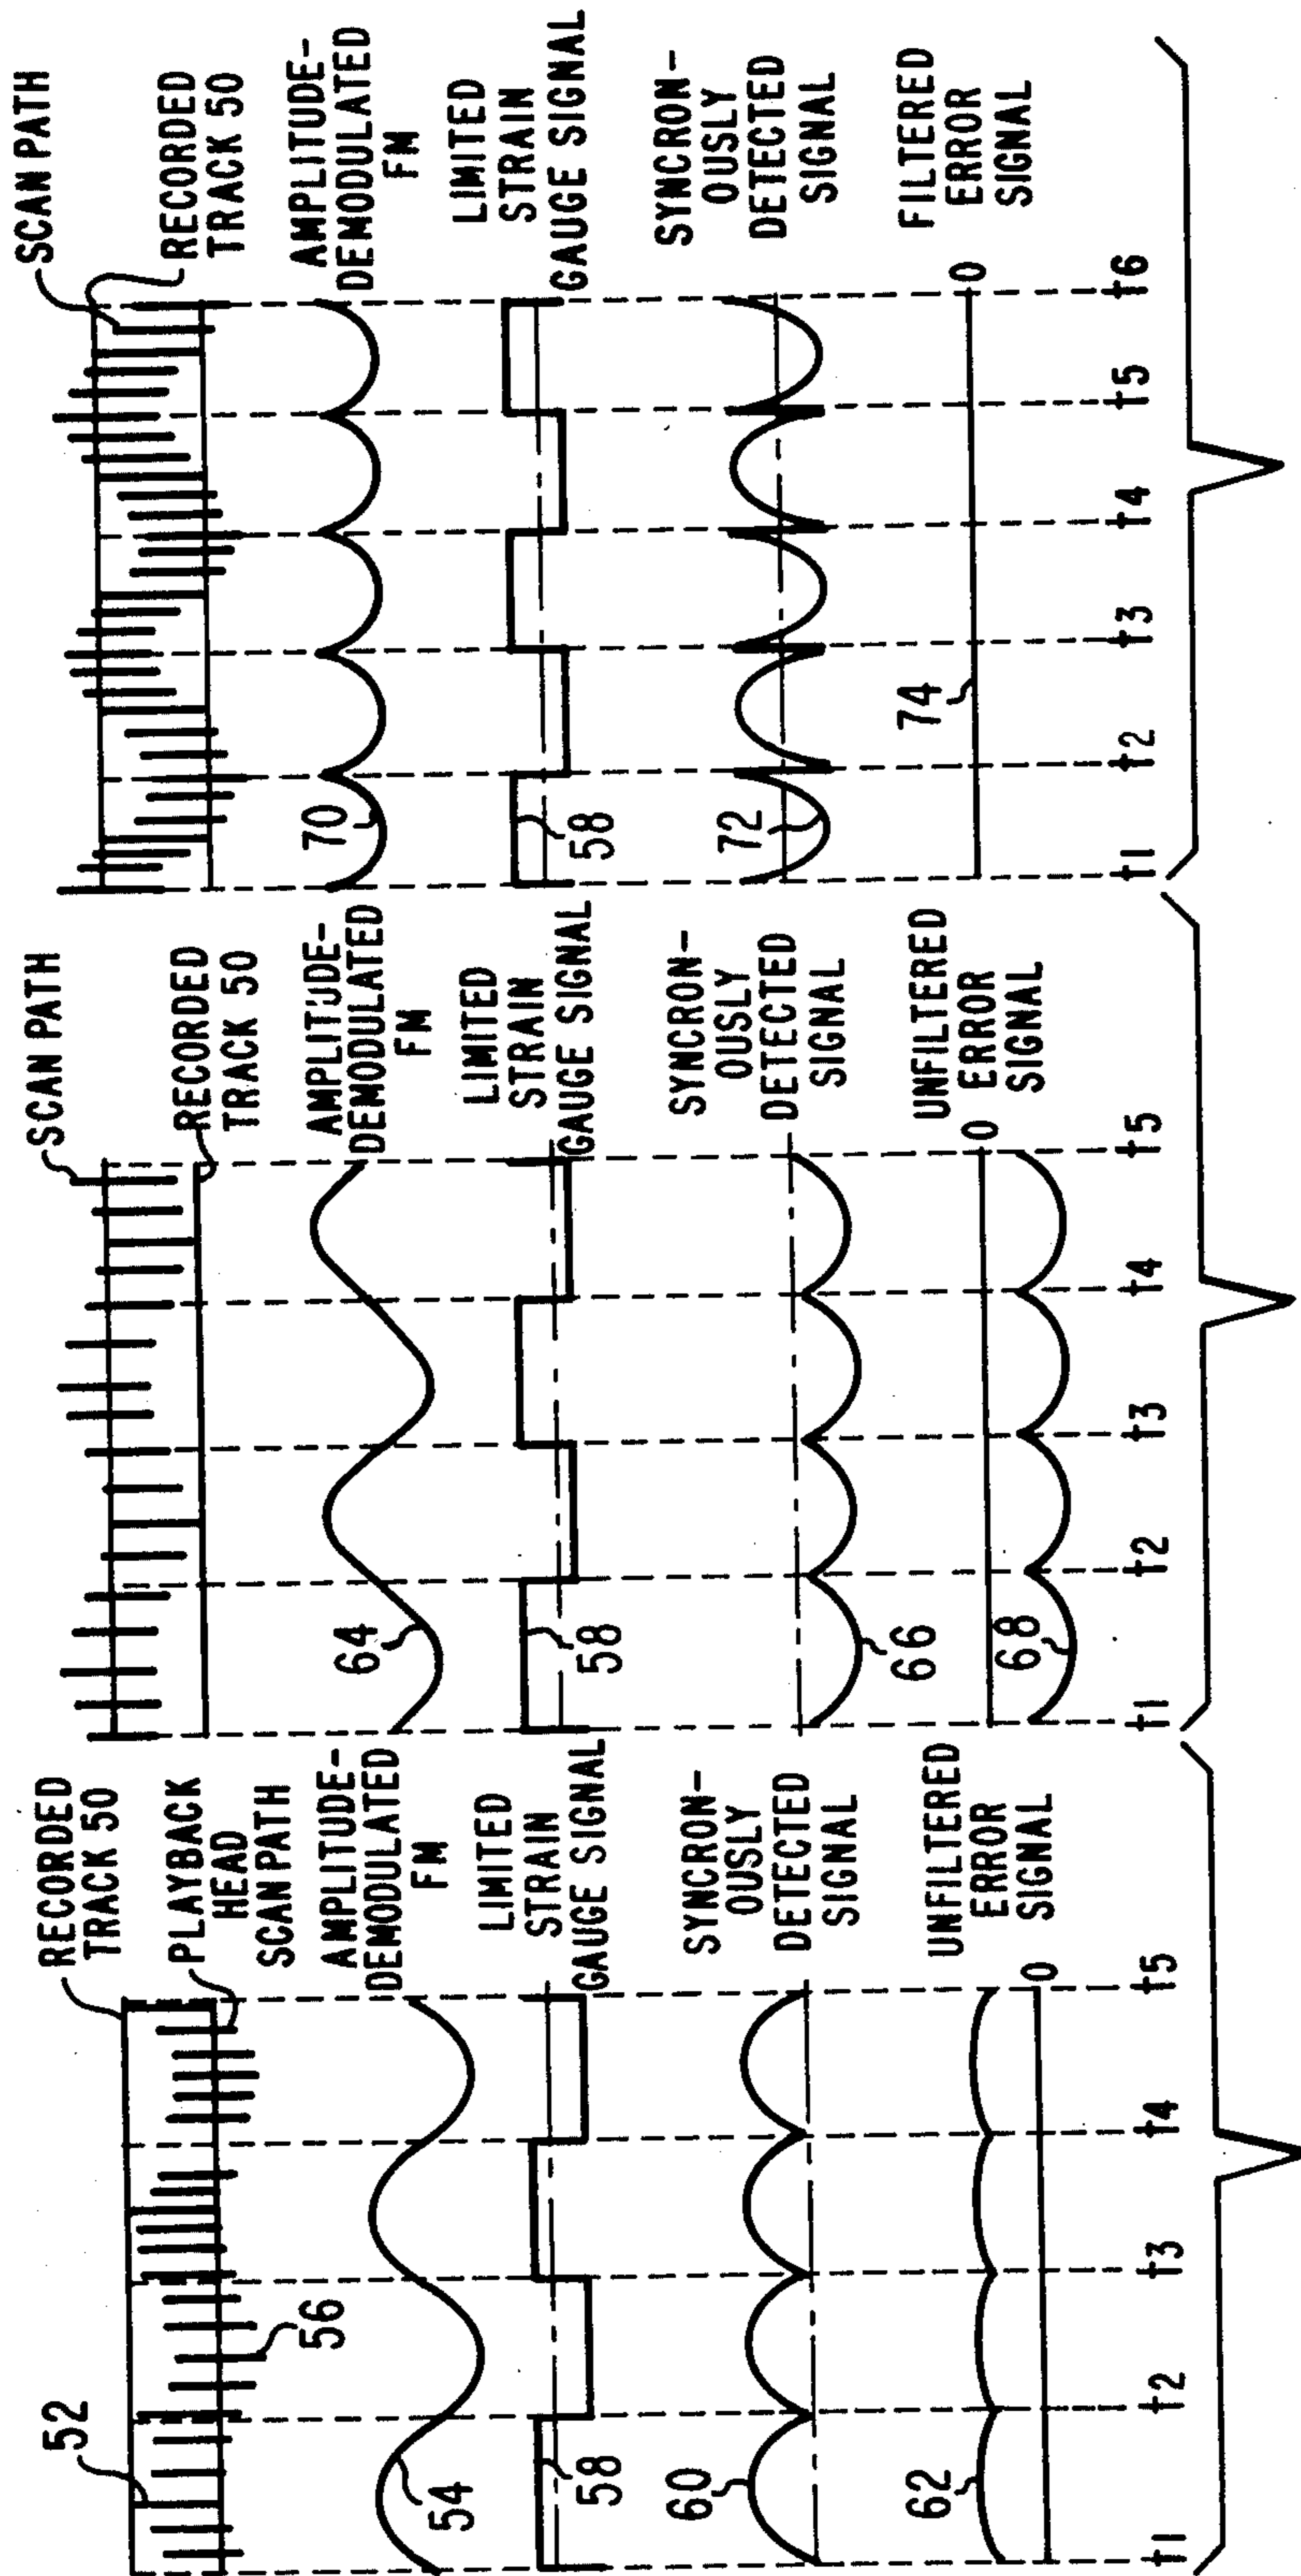 RECORDED
TRACK 50
PLAYBACK
HEAD
SCAN PATH
52
56
AMPLITUDE-
DEMODULATED
FM
54
LIMITED
STRAIN
GAUGE SIGNAL
58
SYNCRON-
OUSLY
DETECTED
SIGNAL
60
UNFILTERED
ERROR
SIGNAL
62
0
t1
t2
t3
t4
t5
SCAN PATH
RECORDED
TRACK 50
AMPLITUDE-
DEMODULATED
FM
64
LIMITED
STRAIN
GAUGE SIGNAL
58
SYNCRON-
OUSLY
DETECTED
SIGNAL
66
UNFILTERED
ERROR
SIGNAL
68
0
t1
t2
t3
t4
t5
SCAN PATH
RECORDED
TRACK 50
AMPLITUDE-
DEMODULATED
FM
70
LIMITED
STRAIN
GAUGE SIGNAL
58
SYNCRON-
OUSLY
DETECTED
SIGNAL
72
FILTERED
ERROR
SIGNAL
74
0
t1
t2
t3
t4
t5
t6